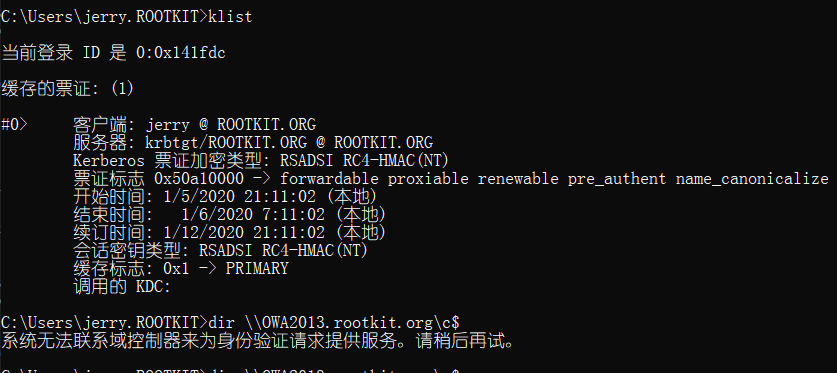 C:\Users\jerry.ROOTKIT>klist
当前登录 ID 是 0:0x141fdc
缓存的票证: (1)
#0> 客户端: jerry @ ROOTKIT.ORG
服务器: krbtgt/ROOTKIT.ORG @ ROOTKIT.ORG
Kerberos 票证加密类型: RSADSI RC4-HMAC(NT)
票证标志 0x50a10000 -> forwardable proxiable renewable pre_authent name_canonicalize
开始时间: 1/5/2020 21:11:02 (本地)
结束时间: 1/6/2020 7:11:02 (本地)
续订时间: 1/12/2020 21:11:02 (本地)
会话密钥类型: RSADSI RC4-HMAC(NT)
缓存标志: 0x1 -> PRIMARY
调用的 KDC:
C:\Users\jerry.ROOTKIT>dir \\OWA2013.rootkit.org\c$
系统无法联系域控制器来为身份验证请求提供服务。请稍后再试。
C:\Users\jerry.ROOTKIT>dir \\OWA2013.rootkit.org\c$